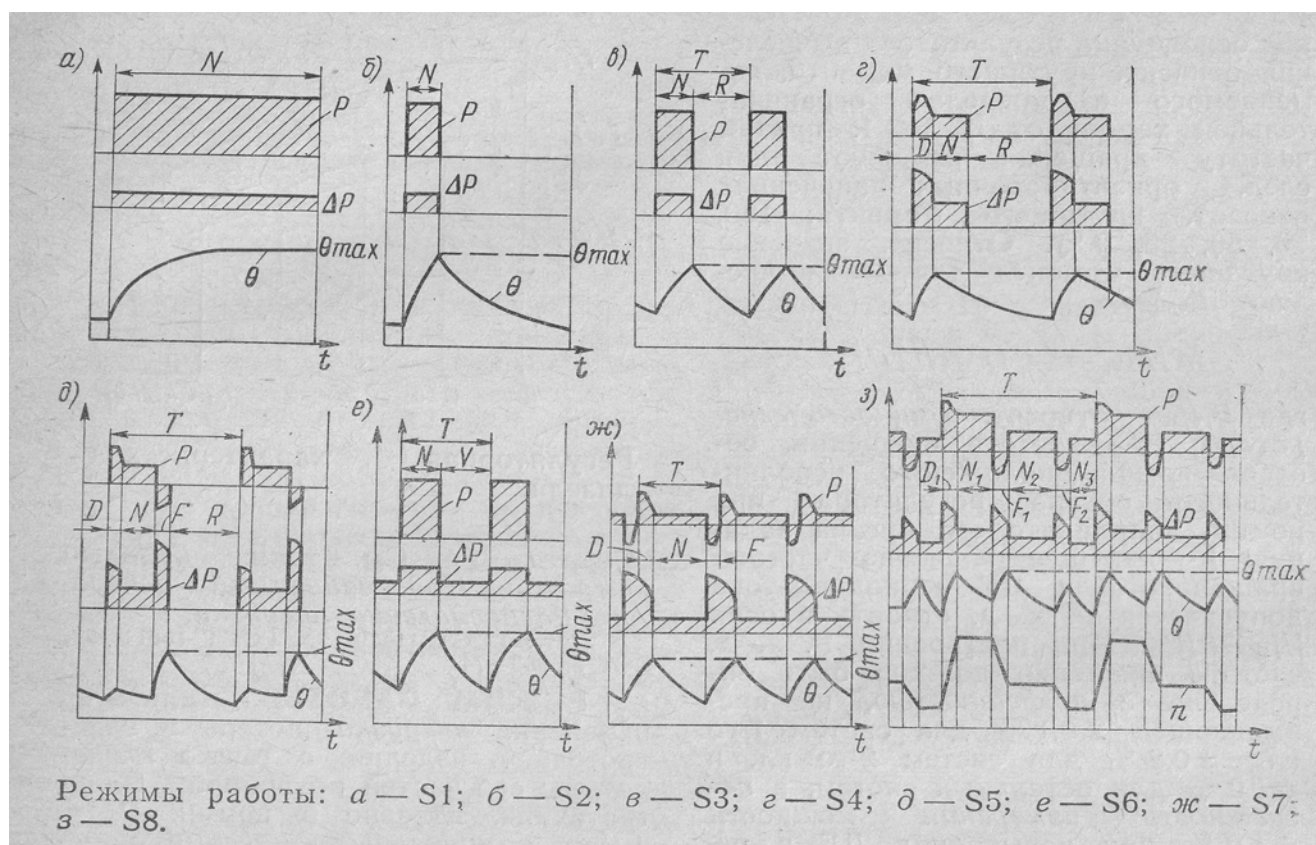 а)
N
P
ΔP
θmax
θ
t
б)
N
P
ΔP
θmax
θ
t
в)
T
N R
P
ΔP
θmax
θ
t
г)
T
P
D N R
ΔP
θmax
θ
t
д)
T
P
D N F R
ΔP
θmax
θ
t
е)
T
N V
P
ΔP
θmax
θ
t
ж)
T
P
D N F
ΔP
θmax
θ
t
з)
T
P
D1 N1 N2 N3
F1 F2
ΔP
θmax
θ
n
t
Режимы работы: а — S1; б — S2; в — S3; г — S4; д — S5; е — S6; ж — S7;
з — S8.